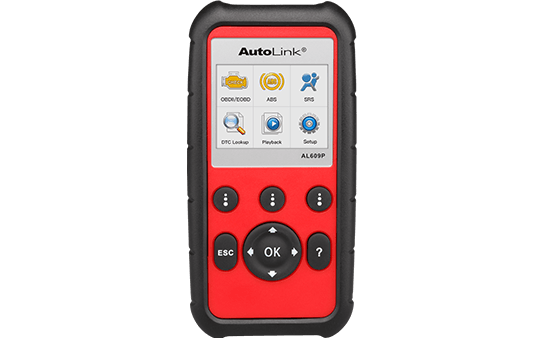 AutoLink®
OBDII/EOBD ABS SRS
DTC Lookup Playback Setup
AL609P
ESC OK ?